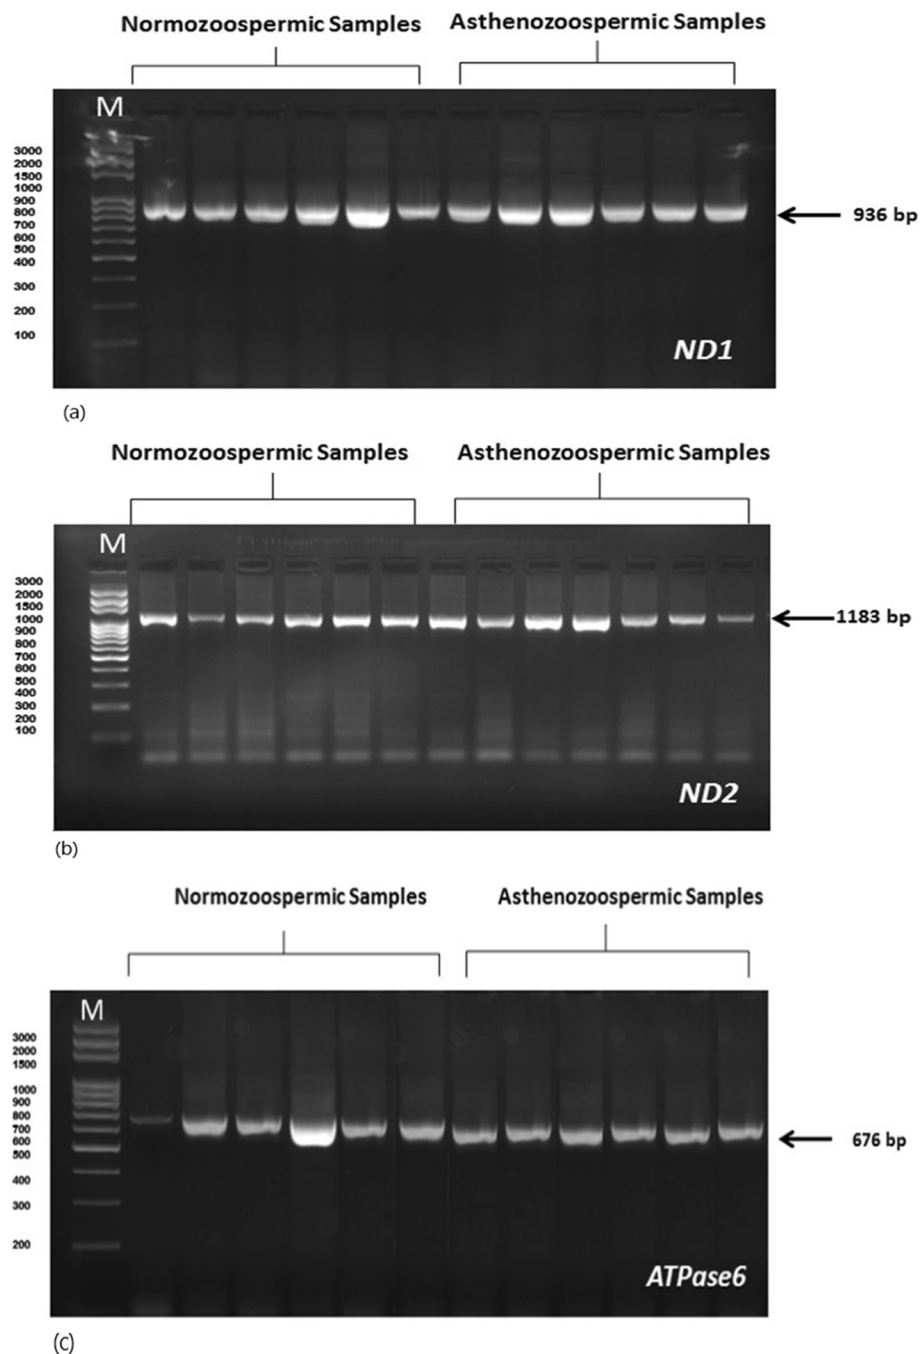 Normozoospermic Samples
Asthenozoospermic Samples
M
3000
2000
1500
1000
900
800
700
600
500
400
300
200
100
936 bp
ND1
(a)
Normozoospermic Samples
Asthenozoospermic Samples
M
3000
2000
1500
1000
900
800
700
600
500
400
300
200
100
1183 bp
ND2
(b)
Normozoospermic Samples
Asthenozoospermic Samples
M
3000
2000
1500
1000
900
800
700
600
500
400
300
200
676 bp
ATPase6
(c)